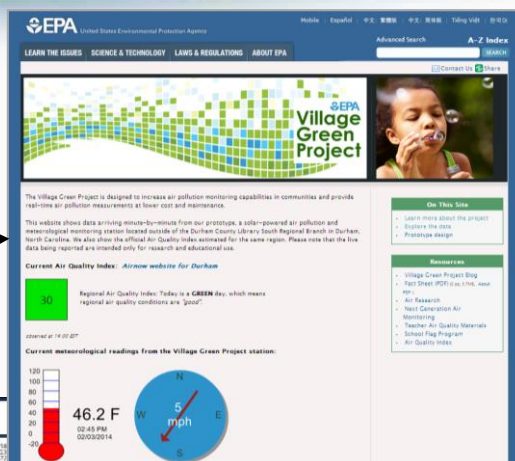 Mobile | Español | 中文: 繁體版 | 中文: 简体版 | Tiếng Việt | 한국어
EPA United States Environmental Protection Agency
Advanced Search
A-Z Index
LEARN THE ISSUES SCIENCE & TECHNOLOGY LAWS & REGULATIONS ABOUT EPA
SEARCH
Contact Us Share
EPA
Village
Green
Project
The Village Green Project is designed to increase air pollution monitoring capabilities in communities and provide
real-time air pollution measurements at lower cost and maintenance.
This website shows data arriving minute-by-minute from our prototype, a solar-powered air pollution and
meteorological monitoring station located outside of the Durham County Library South Regional Branch in Durham,
North Carolina. We also show the official Air Quality Index estimated for the same region. Please note that the live
data being reported are intended only for research and educational use.
Current Air Quality Index: Airnow website for Durham
30
Regional Air Quality Index: Today is a GREEN day, which means
regional air quality conditions are "good".
observed at 14:00 EDT
Current meteorological readings from the Village Green Project station:
120
100
80
60
40
20
0
-20
46.2 F
02:45 PM
02/03/2014
N
W
5
mph
E
S
On This Site
Learn more about the project
Explore the data
Prototype design
Resources
Village Green Project Blog
Fact Sheet (PDF)
Air Research
Next Generation Air
Monitoring
Teacher Air Quality Materials
School Flag Program
Air Quality Index